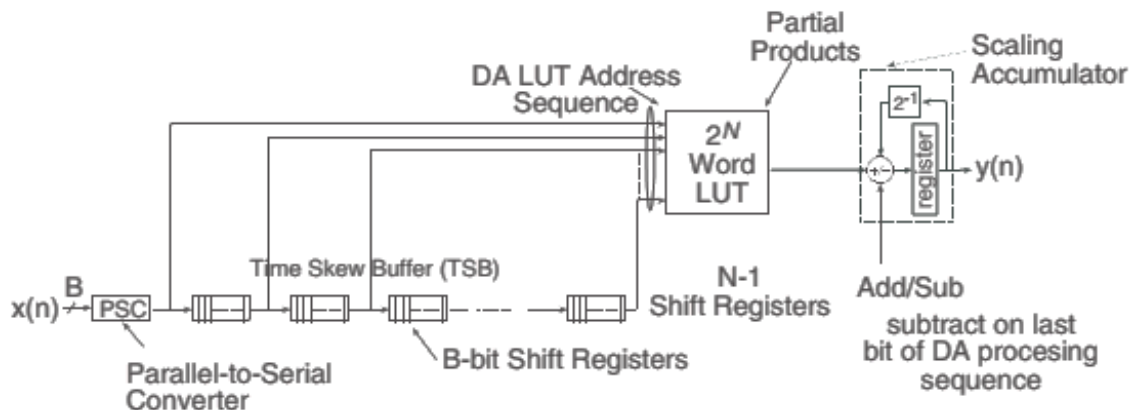 Partial
Products
Scaling
Accumulator
DA LUT Address
Sequence
2^-1
2^N
Word
LUT
+-
register
y(n)
Time Skew Buffer (TSB)
N-1
Shift Registers
Add/Sub
subtract on last
bit of DA procesing
sequence
x(n)
B
PSC
B-bit Shift Registers
Parallel-to-Serial
Converter